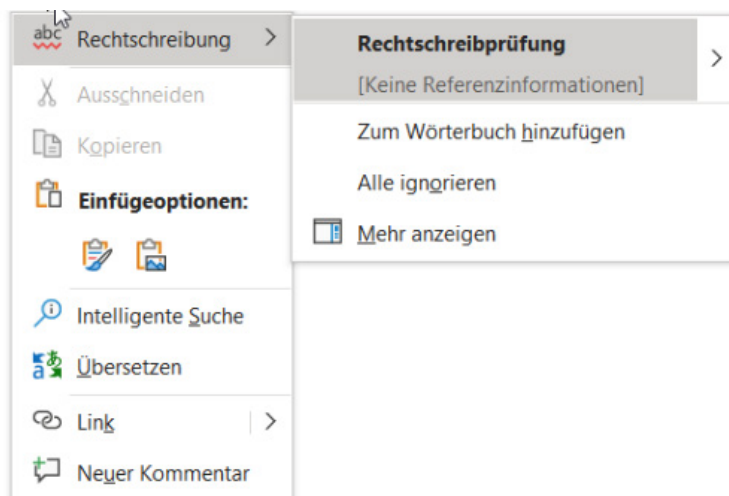 abc Rechtschreibung
Ausschneiden
Kopieren
Einfügeoptionen:
Intelligente Suche
Übersetzen
Link
Neuer Kommentar
Rechtschreibprüfung
[Keine Referenzinformationen]
Zum Wörterbuch hinzufügen
Alle ignorieren
Mehr anzeigen